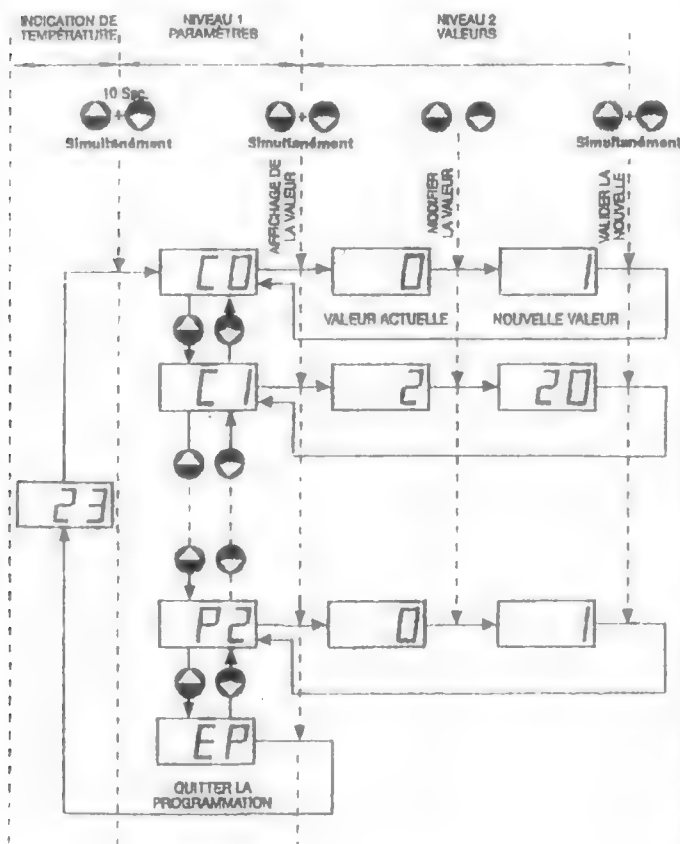 INDICATION DE
TEMPÉRATURE
NIVEAU 1
PARAMÈTRES
NIVEAU 2
VALEURS
10 Sec.
+
+
+
Simultanément
Simultanément
Simultanément
AFFICHAGE DE
LA VALEUR
MODIFIER
LA VALEUR
VALIDER LA
NOUVELLE
C0
0
1
VALEUR ACTUELLE
NOUVELLE VALEUR
C1
2
20
23
P2
0
1
EP
QUITTER LA
PROGRAMMATION